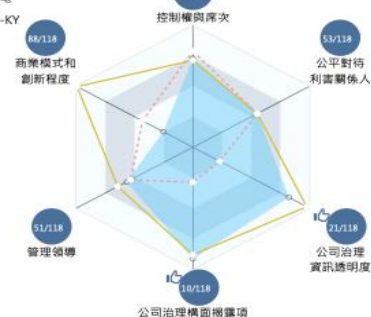 -KY
控制權與席次
88/118
商業模式和
創新程度
53/118
公平對待
利害關係人
51/118
管理領導
21/118
公司治理
資訊透明度
10/118
公司治理構面揭露項